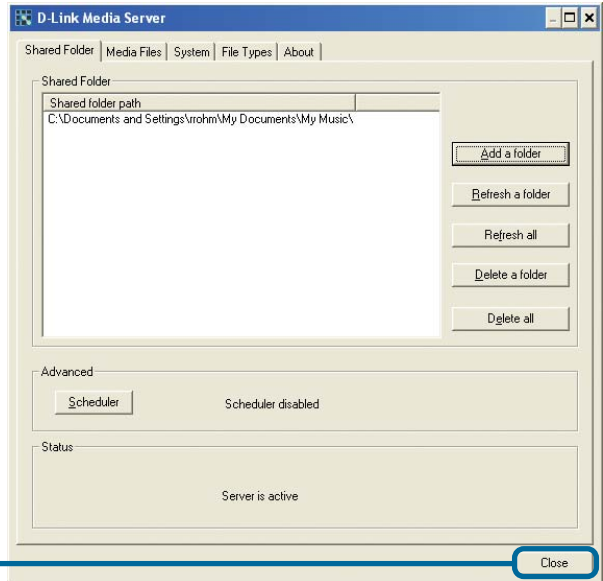 D-Link Media Server
Shared Folder Media Files System File Types About
Shared Folder
Shared folder path
C:\Documents and Settings\rrohm\My Documents\My Music\
Add a folder
Refresh a folder
Refresh all
Delete a folder
Delete all
Advanced
Scheduler Scheduler disabled
Status
Server is active
Close